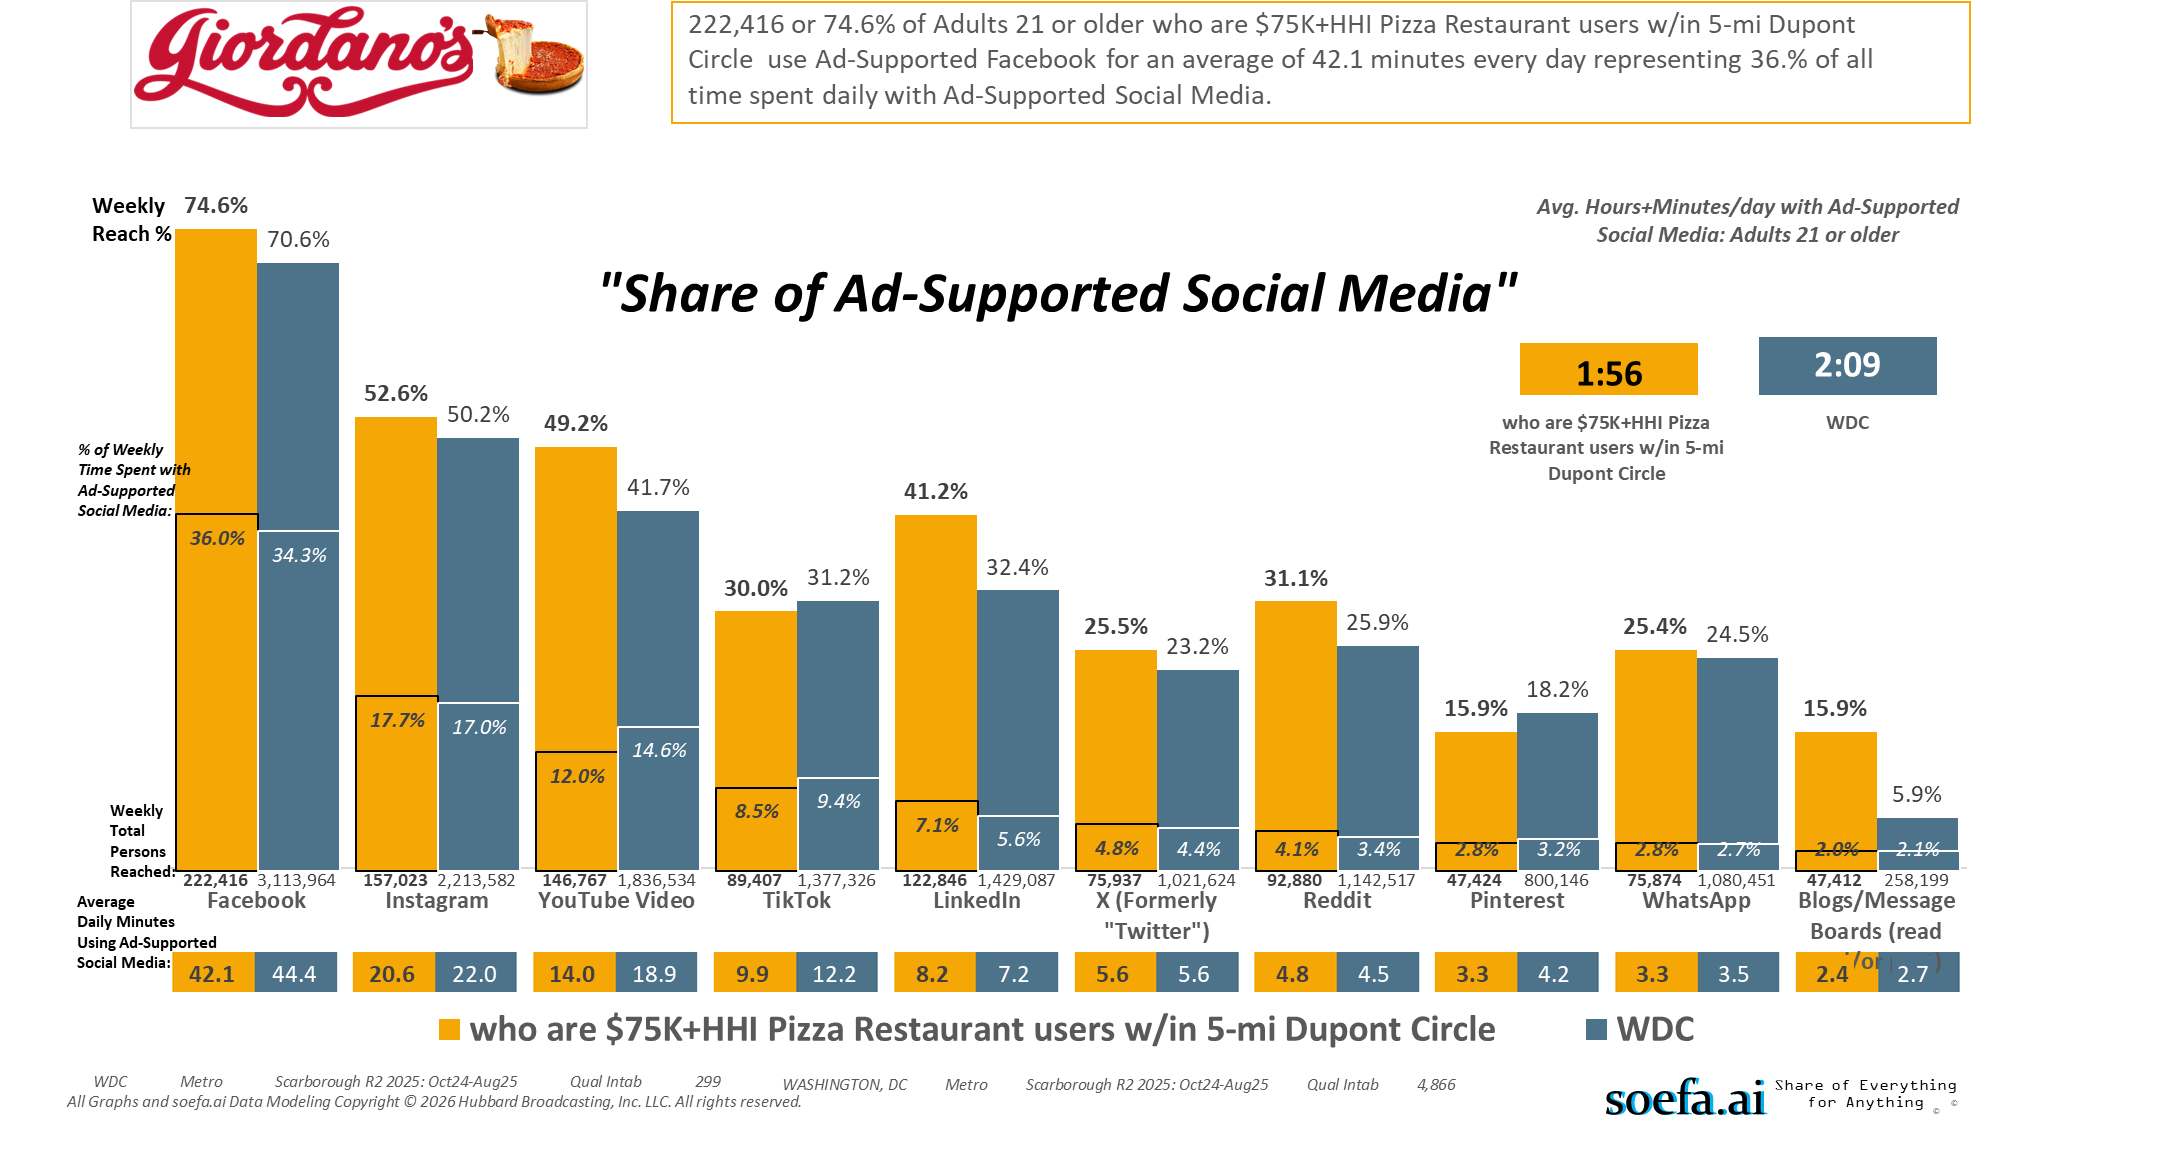 Giordano's
222,416 or 74.6% of Adults 21 or older who are $75K+HHI Pizza Restaurant users w/in 5-mi Dupont
Circle use Ad-Supported Facebook for an average of 42.1 minutes every day representing 36.% of all
time spent daily with Ad-Supported Social Media.
Weekly
Reach %
74.6%
70.6%
Avg. Hours+Minutes/day with Ad-Supported
Social Media: Adults 21 or older
"Share of Ad-Supported Social Media"
1:56
2:09
who are $75K+HHI Pizza
Restaurant users w/in 5-mi
Dupont Circle
WDC
52.6%
50.2%
49.2%
41.7%
30.0%
31.2%
41.2%
32.4%
25.5%
23.2%
31.1%
25.9%
15.9%
18.2%
25.4%
24.5%
15.9%
5.9%
% of Weekly
Time Spent with
Ad-Supported
Social Media:
36.0%
34.3%
17.7%
17.0%
12.0%
14.6%
8.5%
9.4%
7.1%
5.6%
4.8%
4.4%
4.1%
3.4%
2.8%
3.2%
2.8%
2.7%
2.0%
2.1%
Weekly
Total
Persons
Reached:
222,416 3,113,964 157,023 2,213,582 146,767 1,836,534 89,407 1,377,326 122,846 1,429,087 75,937 1,021,624 92,880 1,142,517 47,424 800,146 75,874 1,080,451 47,412 258,199
Facebook
Instagram
YouTube Video
TikTok
LinkedIn
X (Formerly
"Twitter")
Reddit
Pinterest
WhatsApp
Blogs/Message
Boards (read
/or )
Average
Daily Minutes
Using Ad-Supported
Social Media:
42.1 44.4 20.6 22.0 14.0 18.9 9.9 12.2 8.2 7.2 5.6 5.6 4.8 4.5 3.3 4.2 3.3 3.5 2.4 2.7
who are $75K+HHI Pizza Restaurant users w/in 5-mi Dupont Circle
WDC
WDC Metro Scarborough R2 2025: Oct24-Aug25 Qual Intab 299 WASHINGTON, DC Metro Scarborough R2 2025: Oct24-Aug25 Qual Intab 4,866
All Graphs and soefa.ai Data Modeling Copyright © 2026 Hubbard Broadcasting, Inc. LLC. All rights reserved.
soefa.ai
Share of Everything
for Anything © ©